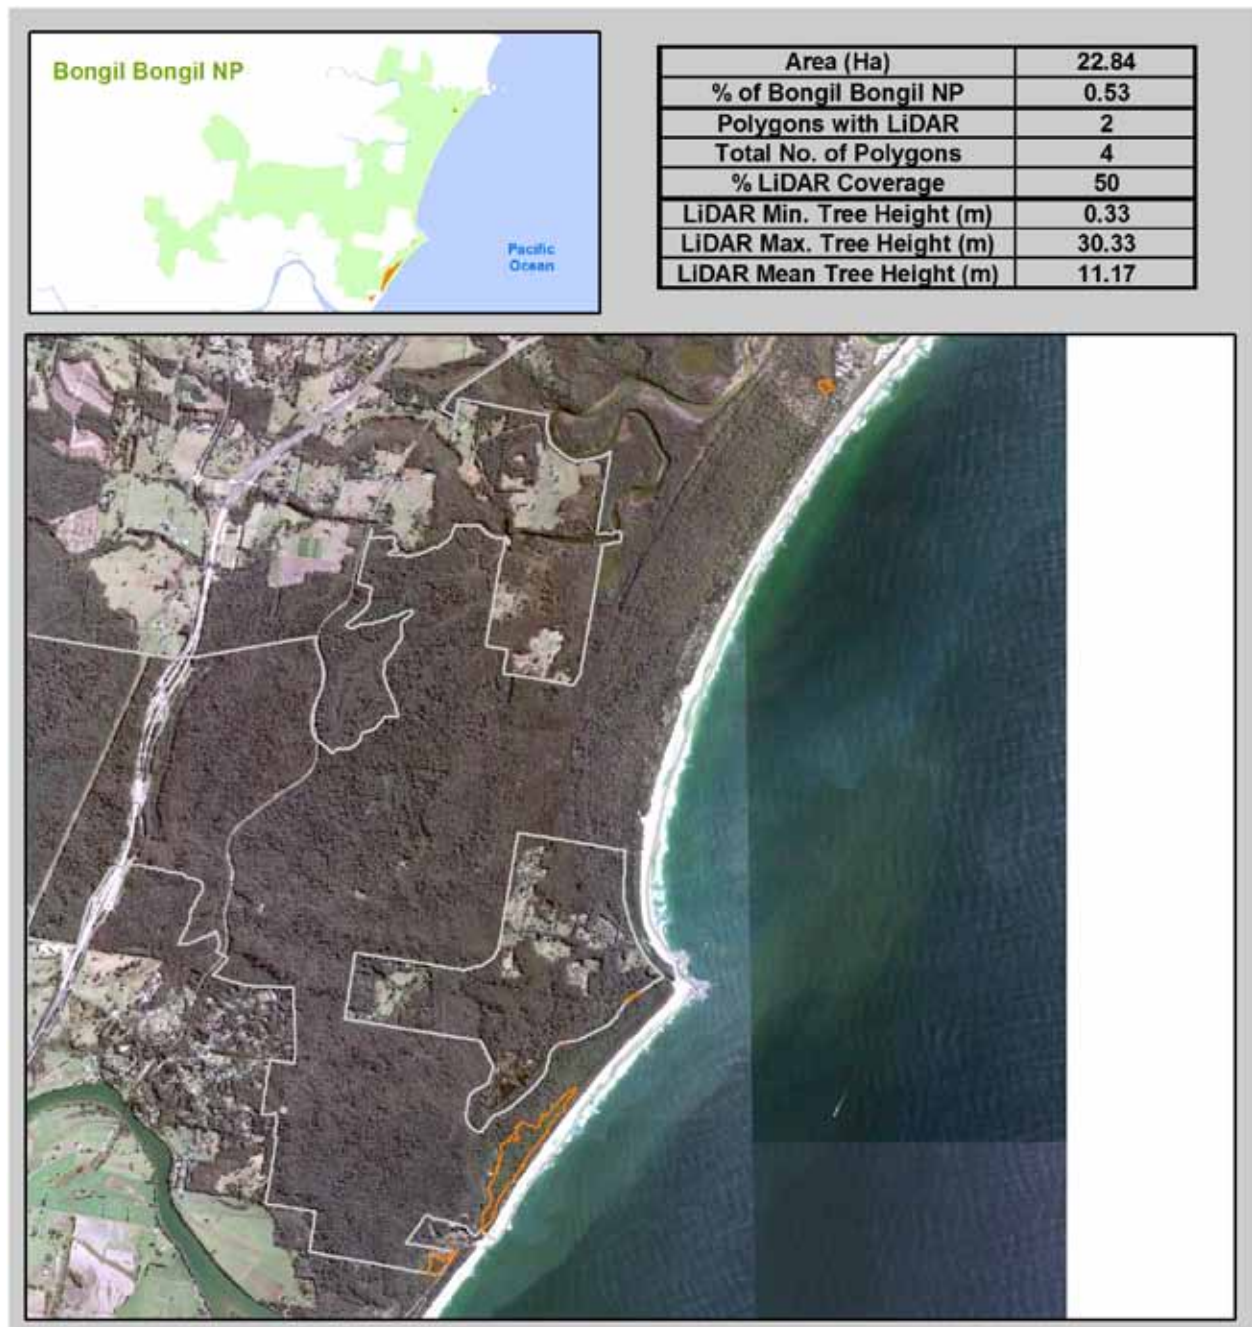 Bongil Bongil NP
Pacific
Ocean
Area (Ha) 22.84
% of Bongil Bongil NP 0.53
Polygons with LiDAR 2
Total No. of Polygons 4
% LiDAR Coverage 50
LiDAR Min. Tree Height (m) 0.33
LiDAR Max. Tree Height (m) 30.33
LiDAR Mean Tree Height (m) 11.17